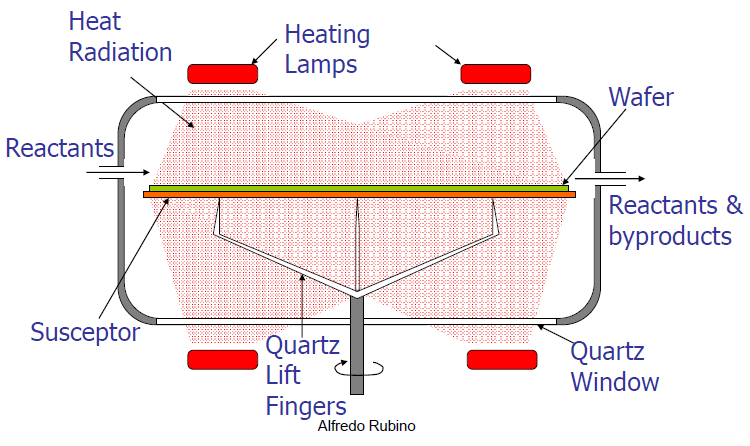 Heat
Radiation
Heating
Lamps
Wafer
Reactants
Reactants &
byproducts
Susceptor
Quartz
Lift
Fingers
Quartz
Window
Alfredo Rubino